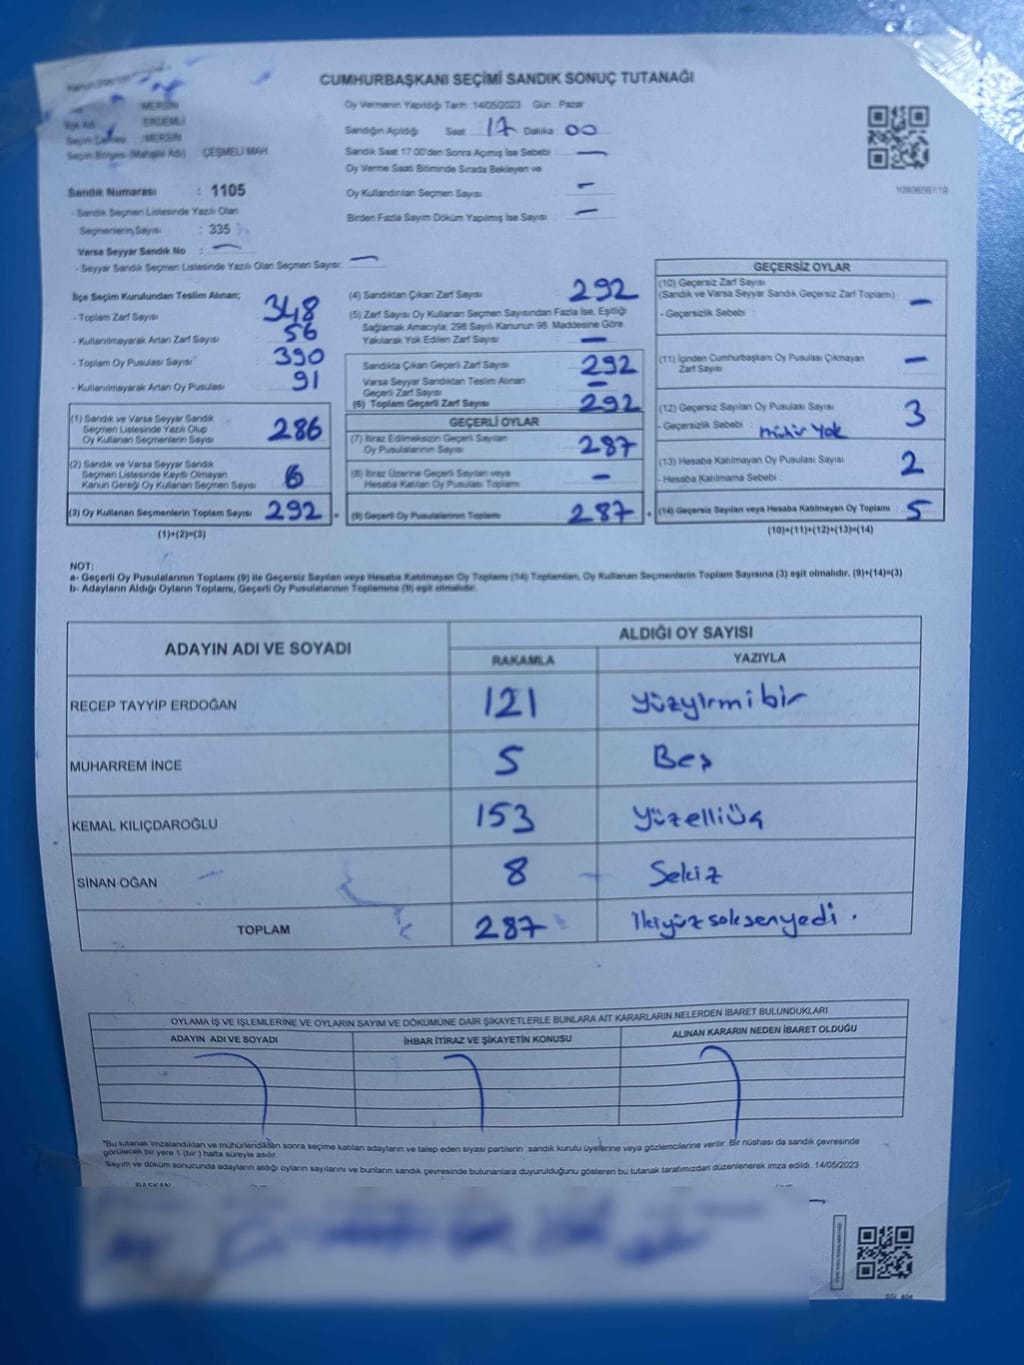 CUMHURBAŞKANI SEÇİMİ SANDIK SONUÇ TUTANAĞI
MERSİN
İlçe Adı : ERDEMLİ
Seçim Çevresi : MERSİN
Seçim Bölgesi (Mahalle Adı) ÇEŞMELİ MAH.
Sandık Numarası : 1105
- Sandık Seçmen Listesinde Yazılı Olan
Seçmenlerin Sayısı : 335
Varsa Seyyar Sandık No : —
- Seyyar Sandık Seçmen Listesinde Yazılı Olan Seçmen Sayısı: —
Oy Vermenin Yapıldığı Tarih :14/05/2023 Gün : Pazar
Sandığın Açıldığı Saat : 17 Dakika : 00
Sandık Saat 17:00'den Sonra Açılmış İse Sebebi : —
Oy Verme Saati Bitiminde Sırada Bekleyen ve
Oy Kullandırılan Seçmen Sayısı : —
Birden Fazla Sayım Döküm Yapılmış İse Sayısı : —
İlçe Seçim Kurulundan Teslim Alınan;
- Toplam Zarf Sayısı 348
- Kullanılmayarak Artan Zarf Sayısı 56
- Toplam Oy Pusulası Sayısı 390
- Kullanılmayarak Artan Oy Pusulası 91
(1) Sandık ve Varsa Seyyar Sandık
Seçmen Listesinde Yazılı Olup
Oy Kullanan Seçmenlerin Sayısı 286
(2) Sandık ve Varsa Seyyar Sandık
Seçmen Listesinde Kayıtlı Olmayan
Kanun Gereği Oy Kullanan Seçmen Sayısı 6
(3) Oy Kullanan Seçmenlerin Toplam Sayısı 292 =
(1)+(2)=(3)
(4) Sandıktan Çıkan Zarf Sayısı 292
(5) Zarf Sayısı Oy Kullanan Seçmen Sayısından Fazla İse, Eşitliği
Sağlamak Amacıyla, 298 Sayılı Kanunun 98. Maddesine Göre
Yakılarak Yok Edilen Zarf Sayısı —
Sandıkta Çıkan Geçerli Zarf Sayısı 292
Varsa Seyyar Sandıktan Teslim Alınan
Geçerli Zarf Sayısı —
(6) Toplam Geçerli Zarf Sayısı 292
GEÇERLİ OYLAR
(7) İtiraz Edilmeksizin Geçerli Sayılan
Oy Pusulalarının Sayısı 287
(8) İtiraz Üzerine Geçerli Sayılan veya
Hesaba Katılan Oy Pusulası Toplamı —
(9) Geçerli Oy Pusulalarının Toplamı 287 +
GEÇERSİZ OYLAR
(10) Geçersiz Zarf Sayısı
(Sandık ve Varsa Seyyar Sandık Geçersiz Zarf Toplamı) —
- Geçersizlik Sebebi :
(11) İçinden Cumhurbaşkanı Oy Pusulası Çıkmayan
Zarf Sayısı —
(12) Geçersiz Sayılan Oy Pusulası Sayısı 3
- Geçersizlik Sebebi : mühür yok
(13) Hesaba Katılmayan Oy Pusulası Sayısı 2
- Hesaba Katılmama Sebebi :
(14) Geçersiz Sayılan veya Hesaba Katılmayan Oy Toplamı 5
(10)+(11)+(12)+(13)=(14)
NOT:
a- Geçerli Oy Pusulalarının Toplamı (9) ile Geçersiz Sayılan veya Hesaba Katılmayan Oy Toplamı (14) Toplamları, Oy Kullanan Seçmenlerin Toplam Sayısına (3) eşit olmalıdır. (9)+(14)=(3)
b- Adayların Aldığı Oyların Toplamı, Geçerli Oy Pusulalarının Toplamına (9) eşit olmalıdır.
ADAYIN ADI VE SOYADI ALDIĞI OY SAYISI
RAKAMLA YAZIYLA
RECEP TAYYİP ERDOĞAN 121 yüzyirmibir
MUHARREM İNCE 5 Beş
KEMAL KILIÇDAROĞLU 153 yüzelliüç
SİNAN OĞAN 8 Sekiz
TOPLAM 287 ikiyüzseksenyedi.
OYLAMA İŞ VE İŞLEMLERİNE VE OYLARIN SAYIM VE DÖKÜMÜNE DAİR ŞİKAYETLERLE BUNLARA AİT KARARLARIN NELERDEN İBARET BULUNDUKLARI
ADAYIN ADI VE SOYADI İHBAR İTİRAZ VE ŞİKAYETİN KONUSU ALINAN KARARIN NEDEN İBARET OLDUĞU
*Bu tutanak imzalandıktan ve mühürlendikten sonra seçime katılan adayların ve talep eden siyasi partilerin sandık kurulu üyelerine veya gözlemcilerine verilir. Bir nüshası da sandık çevresinde
görülecek bir yere 1 (bir ) hafta süreyle asılır.
Sayım ve döküm sonucunda adayların aldığı oyların sayılarını ve bunların sandık çevresinde bulunanlara duyurulduğunu gösteren bu tutanak tarafımızdan düzenlenerek imza edildi. 14/05/2023
BAŞKAN